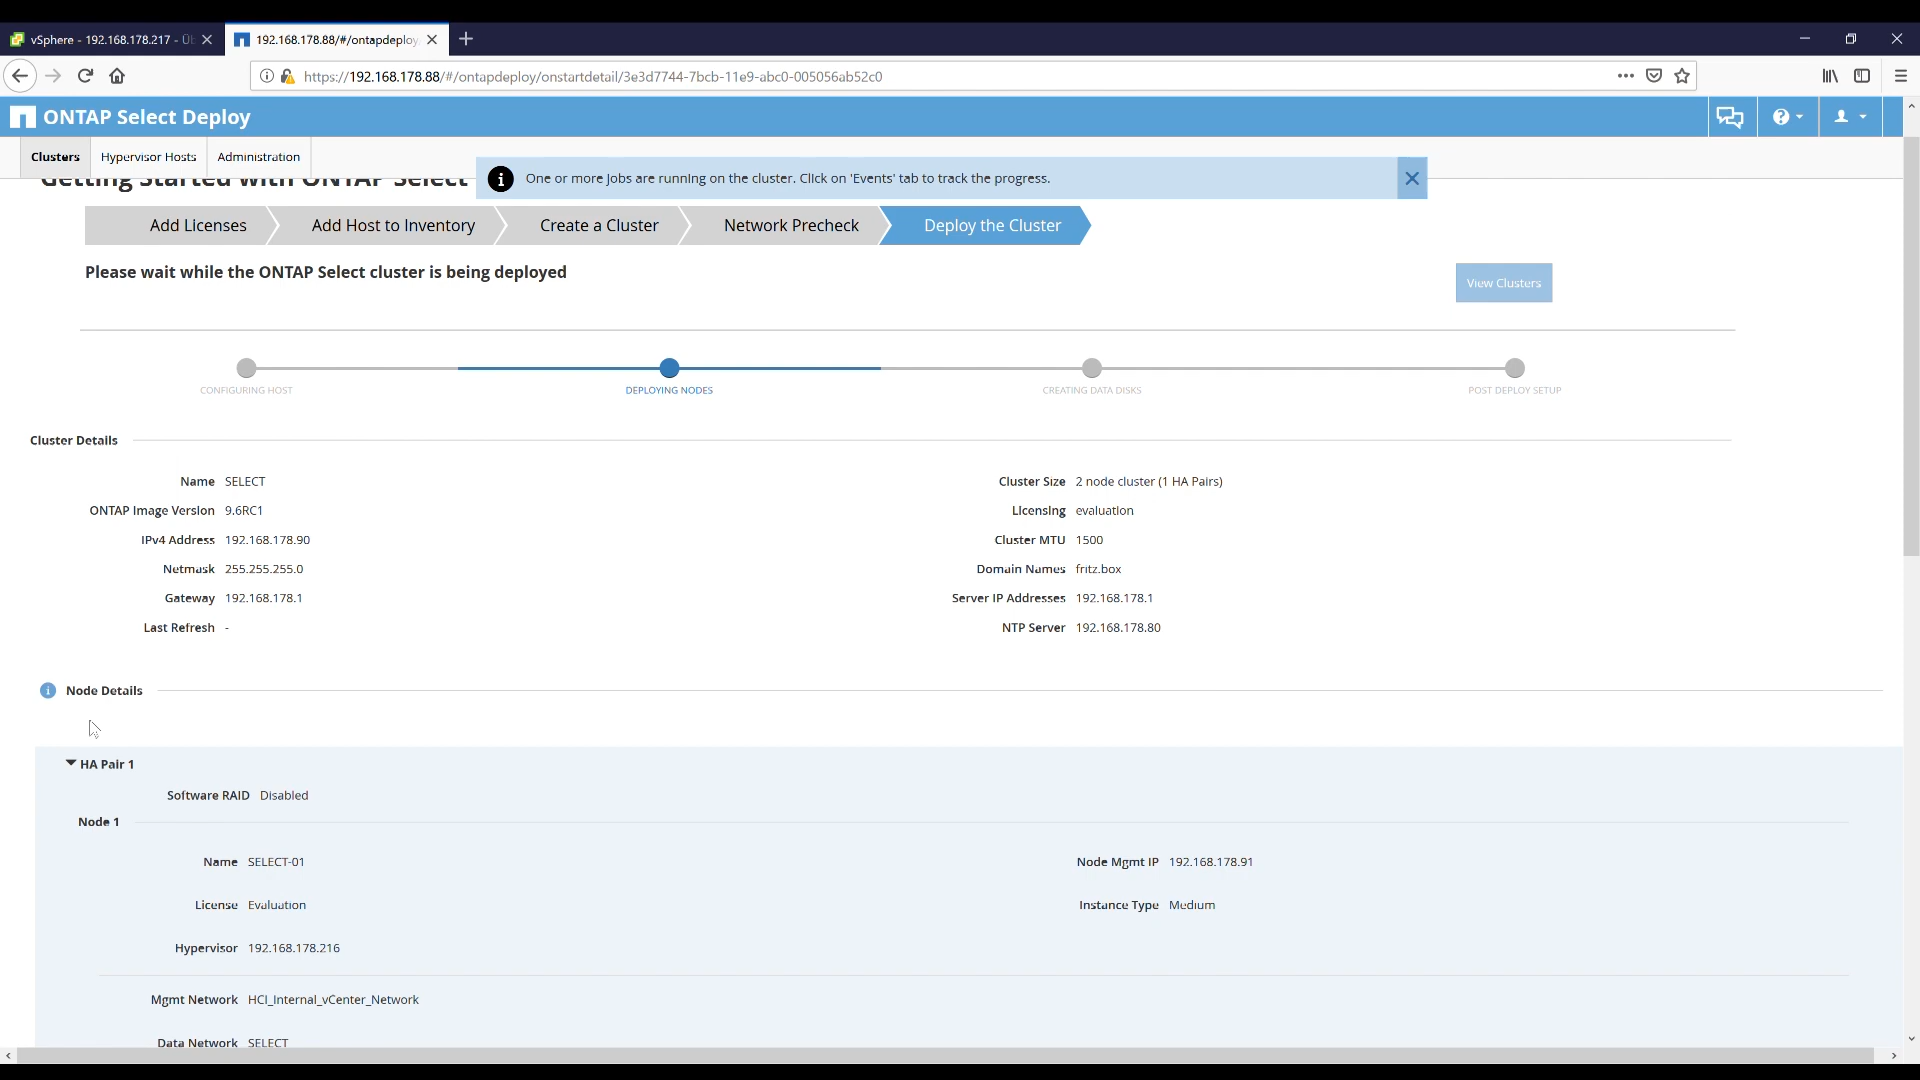 vSphere - 192.168.178.217 - Üb
192.168.178.88/#/ontapdeploy
https://192.168.178.88/#/ontapdeploy/onstartdetail/3e3d7744-7bcb-11e9-abc0-005056ab52c0
ONTAP Select Deploy
Clusters Hypervisor Hosts Administration
Getting Started with ONTAP Select
One or more jobs are running on the cluster. Click on 'Events' tab to track the progress.
Add Licenses Add Host to Inventory Create a Cluster Network Precheck Deploy the Cluster
Please wait while the ONTAP Select cluster is being deployed
View Clusters
CONFIGURING HOST DEPLOYING NODES CREATING DATA DISKS POST DEPLOY SETUP
Cluster Details
Name SELECT Cluster Size 2 node cluster (1 HA Pairs)
ONTAP Image Version 9.6RC1 Licensing evaluation
IPv4 Address 192.168.178.90 Cluster MTU 1500
Netmask 255.255.255.0 Domain Names fritz.box
Gateway 192.168.178.1 Server IP Addresses 192.168.178.1
Last Refresh - NTP Server 192.168.178.80
Node Details
HA Pair 1
Software RAID Disabled
Node 1
Name SELECT-01 Node Mgmt IP 192.168.178.91
License Evaluation Instance Type Medium
Hypervisor 192.168.178.216
Mgmt Network HCI_Internal_vCenter_Network
Data Network SELECT